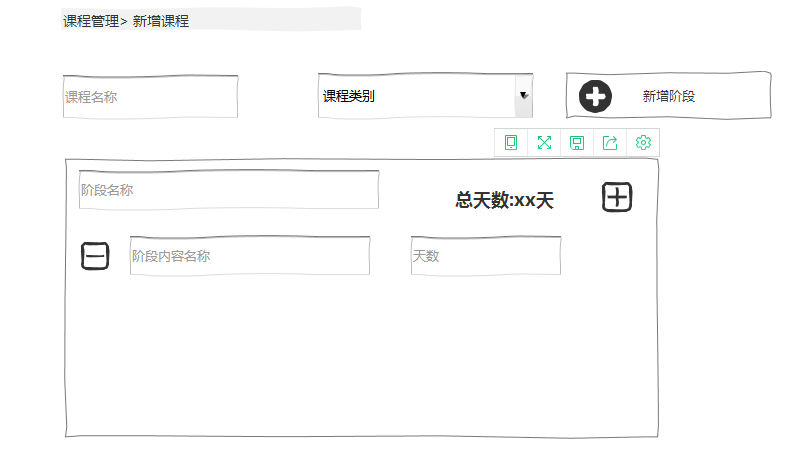 课程管理> 新增课程
课程名称
课程类别
新增阶段
阶段名称
总天数:xx天
阶段内容名称
天数